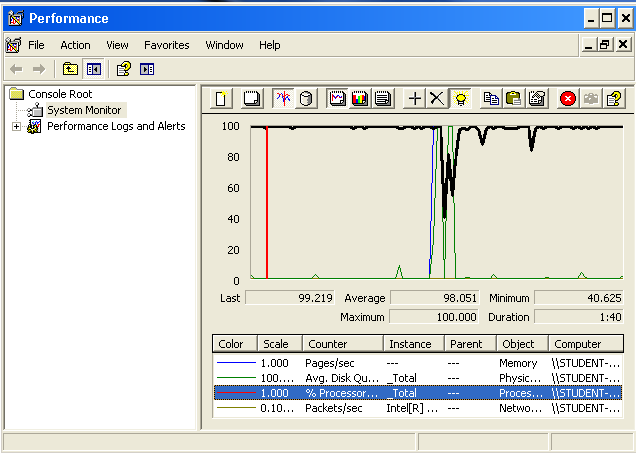 Performance
File Action View Favorites Window Help
Console Root
System Monitor
Performance Logs and Alerts
100
80
60
40
20
0
Last 99.219 Average 98.051 Minimum 40.625
Maximum 100.000 Duration 1:40
Color Scale Counter Instance Parent Object Computer
1.000 Pages/sec --- --- Memory \\STUDENT-...
100.... Avg. Disk Qu... _Total --- Physic... \\STUDENT-...
1.000 % Processor... _Total --- Proces... \\STUDENT-...
0.10... Packets/sec Intel[R] ... --- Netwo... \\STUDENT-...